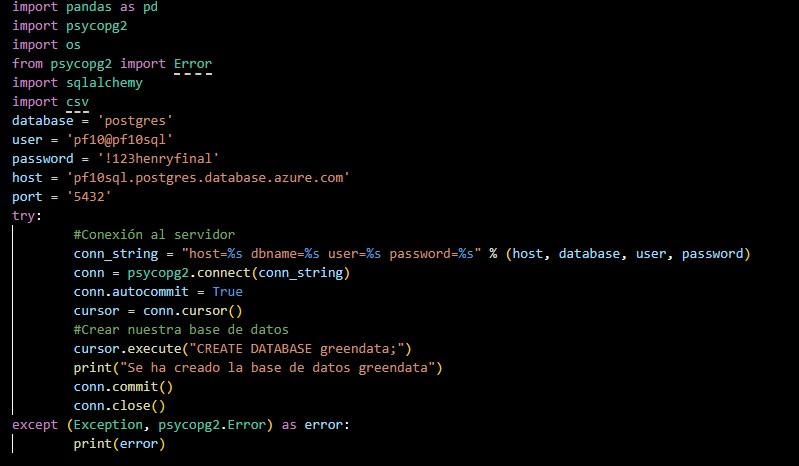 import pandas as pd
import psycopg2
import os
from psycopg2 import Error
import sqlalchemy
import csv
database = 'postgres'
user = 'pf10@pf10sql'
password = '!123henryfinal'
host = 'pf10sql.postgres.database.azure.com'
port = '5432'
try:
        #Conexión al servidor
        conn_string = "host=%s dbname=%s user=%s password=%s" % (host, database, user, password)
        conn = psycopg2.connect(conn_string)
        conn.autocommit = True
        cursor = conn.cursor()
        #Crear nuestra base de datos
        cursor.execute("CREATE DATABASE greendata;")
        print("Se ha creado la base de datos greendata")
        conn.commit()
        conn.close()
except (Exception, psycopg2.Error) as error:
        print(error)